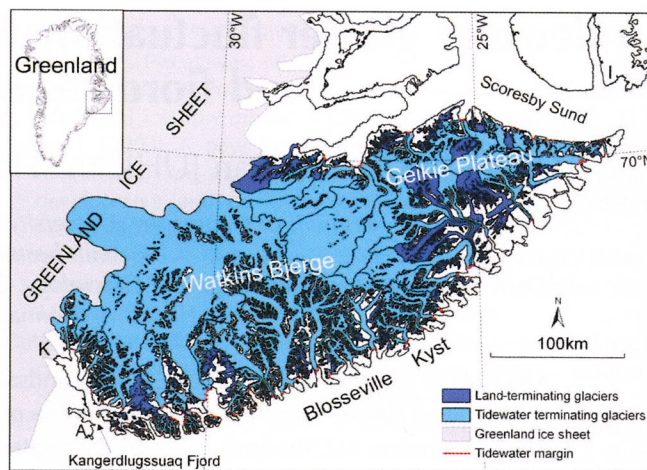 Greenland
30°W
25°W
Scoresby Sund
70°N
GREENLAND ICE SHEET
Geikie Plateau
Watkins Bjerge
Blosseville Kyst
K
A
Kangerdlugssuaq Fjord
N
100km
Land-terminating glaciers
Tidewater terminating glaciers
Greenland ice sheet
Tidewater margin